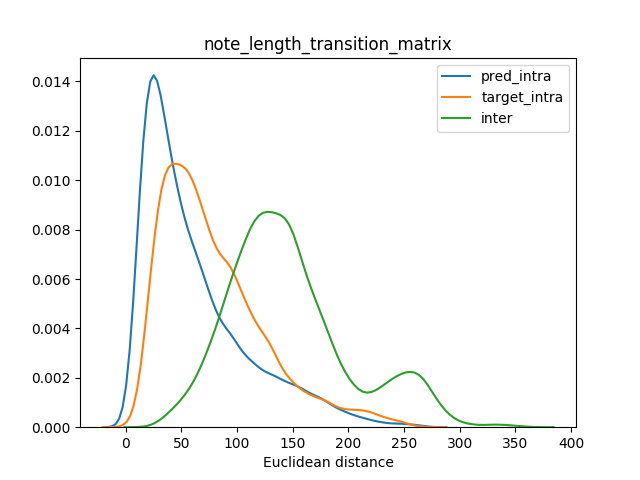 note_length_transition_matrix
pred_intra
target_intra
inter
0.014
0.012
0.010
0.008
0.006
0.004
0.002
0.000
0 50 100 150 200 250 300 350 400
Euclidean distance